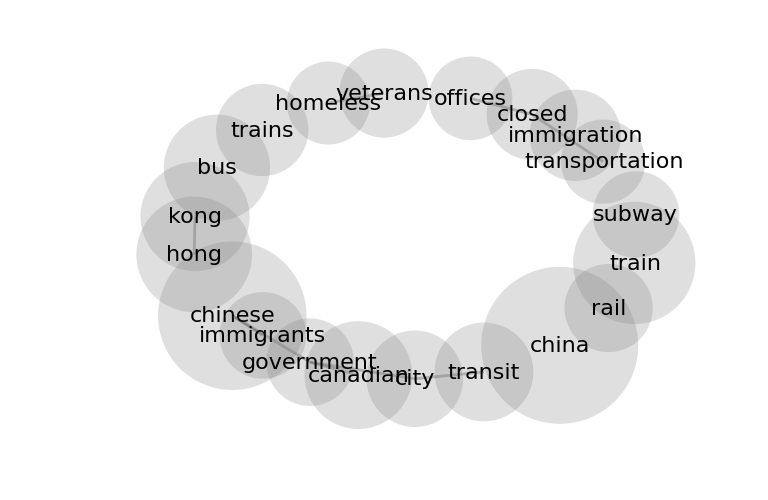 veterans
offices
homeless
closed
trains
immigration
transportation
bus
subway
kong
hong
train
rail
chinese
immigrants
china
government
canadian
city
transit